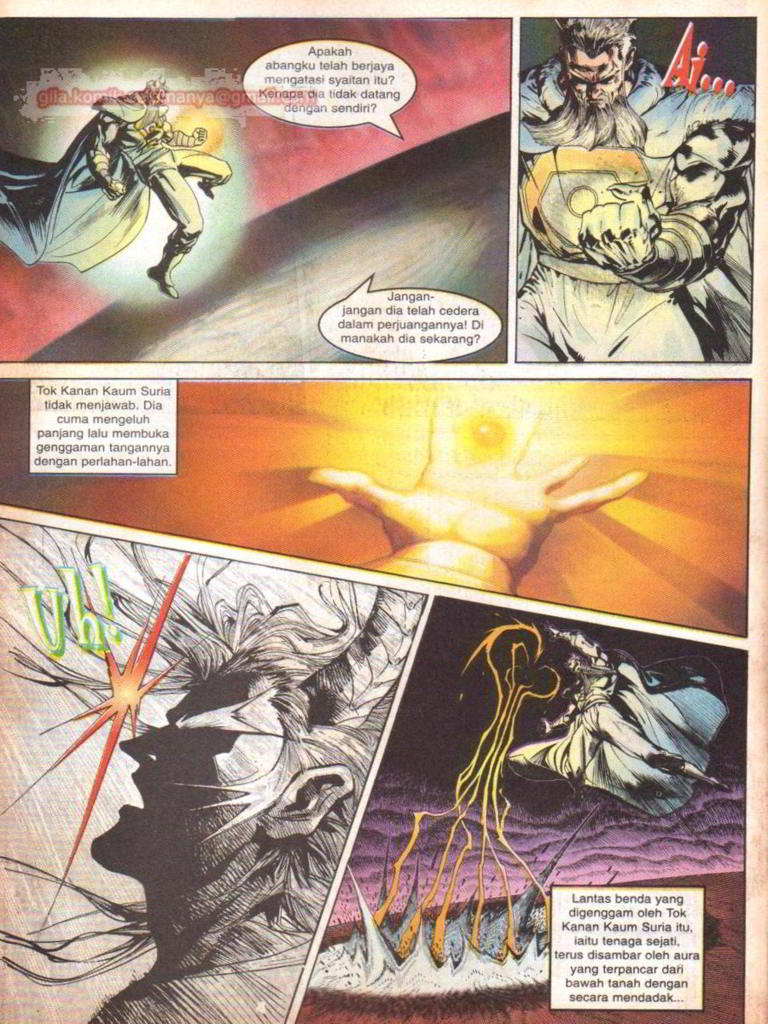 Apakah
abangku telah berjaya
mengatasi syaitan itu?
Kenapa dia tidak datang
dengan sendiri?
Ai...
Jangan-
jangan dia telah cedera
dalam perjuangannya! Di
manakah dia sekarang?
Tok Kanan Kaum Suria
tidak menjawab. Dia
cuma mengeluh
panjang lalu membuka
genggaman tangannya
dengan perlahan-lahan.
Uh!
Lantas benda yang
digenggam oleh Tok
Kanan Kaum Suria itu,
iaitu tenaga sejati,
terus disambar oleh aura
yang terpancar dari
bawah tanah dengan
secara mendadak...